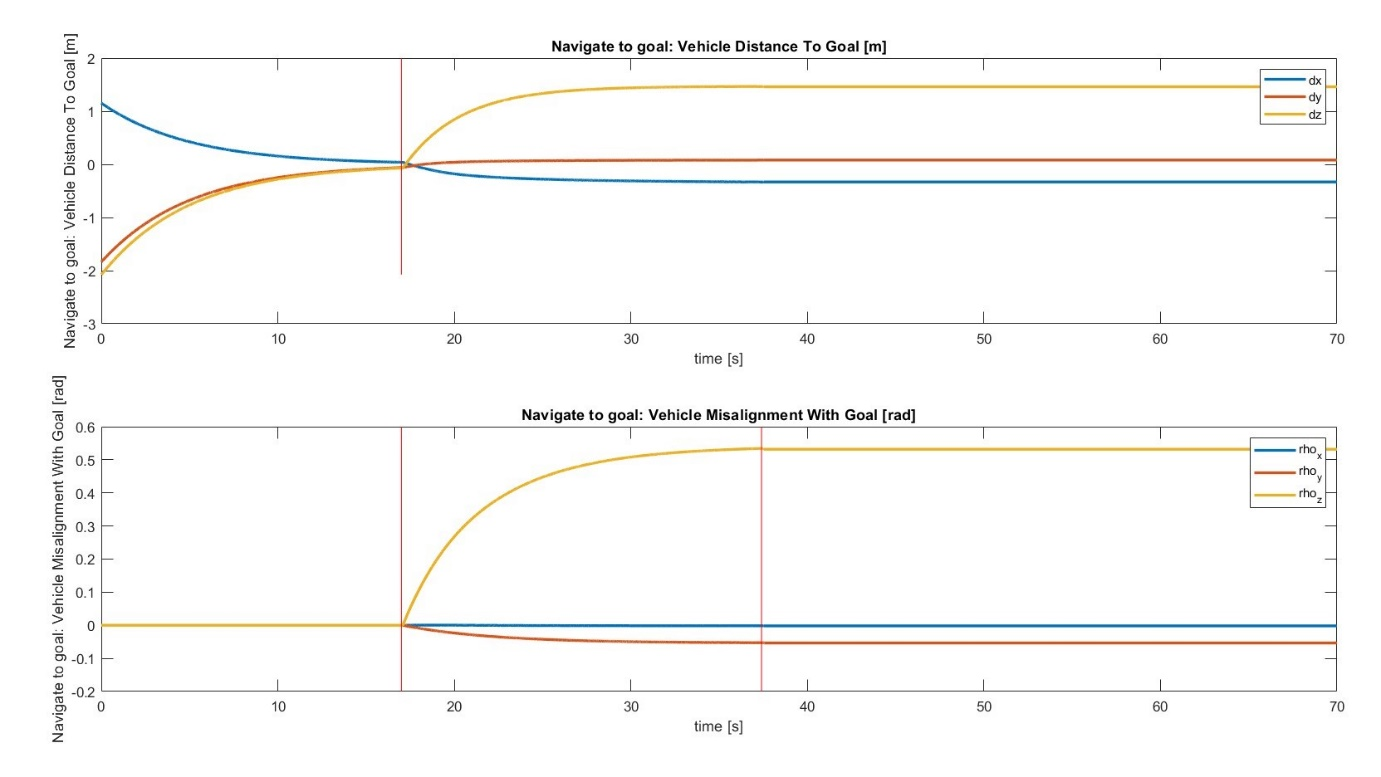 Navigate to goal: Vehicle Distance To Goal [m]
Navigate to goal: Vehicle Distance To Goal [m]
2
1
0
-1
-2
-3
0 10 20 30 40 50 60 70
time [s]
dx
dy
dz
Navigate to goal: Vehicle Misalignment With Goal [rad]
Navigate to goal: Vehicle Misalignment With Goal [rad]
0.6
0.5
0.4
0.3
0.2
0.1
0
-0.1
-0.2
0 10 20 30 40 50 60 70
time [s]
rho_x
rho_y
rho_z